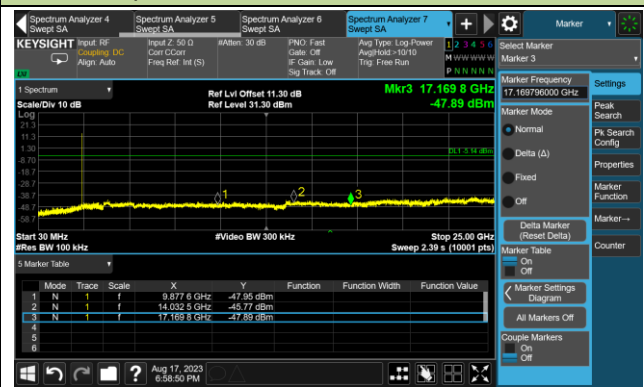 Spectrum Analyzer 4
Swept SA
Spectrum Analyzer 5
Swept SA
Spectrum Analyzer 6
Swept SA
Spectrum Analyzer 7
Swept SA
Marker
KEYSIGHT
Input: RF
Coupling: DC
Align: Auto
Input Z: 50 Ω
Corr CCorr
Freq Ref: Int (S)
#Atten: 30 dB
PNO: Fast
Gate: Off
IF Gain: Low
Sig Track: Off
Avg Type: Log-Power
Avg|Hold:>10/10
Trig: Free Run
1 2 3 4 5 6
M W W W W W
P N N N N N
LXI
Select Marker
Marker 3
1 Spectrum
Scale/Div 10 dB
Ref Lvl Offset 11.30 dB
Ref Level 31.30 dBm
Mkr3 17.169 8 GHz
-47.89 dBm
Log
21.3
11.3
1.30
-8.70
-18.7
-28.7
-38.7
-48.7
-58.7
DL1 -5.14 dBm
1
2
3
Start 30 MHz
#Res BW 100 kHz
#Video BW 300 kHz
Stop 25.00 GHz
Sweep 2.39 s (10001 pts)
5 Marker Table
Mode Trace Scale X Y Function Function Width Function Value
1 N 1 f 9.877 6 GHz -47.95 dBm
2 N 1 f 14.032 5 GHz -45.77 dBm
3 N 1 f 17.169 8 GHz -47.89 dBm
4
5
6
Marker Frequency
17.169796000 GHz
Marker Mode
Normal
Delta (Δ)
Fixed
Off
Delta Marker
(Reset Delta)
Marker Table
On
Off
Marker Settings
Diagram
All Markers Off
Couple Markers
On
Off
Settings
Peak
Search
Pk Search
Config
Properties
Marker
Function
Marker→
Counter
Aug 17, 2023
6:58:50 PM